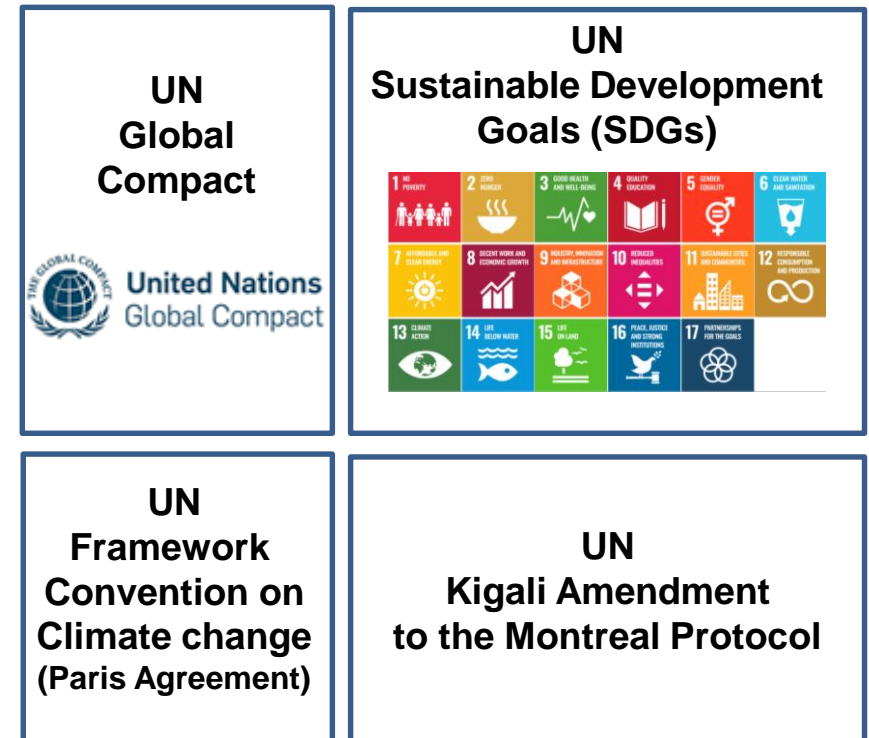 UN
Global
Compact
THE GLOBAL COMPACT
United Nations
Global Compact
UN
Sustainable Development
Goals (SDGs)
1 NO
POVERTY
2 ZERO
HUNGER
3 GOOD HEALTH
AND WELL-BEING
4 QUALITY
EDUCATION
5 GENDER
EQUALITY
6 CLEAN WATER
AND SANITATION
7 AFFORDABLE AND
CLEAN ENERGY
8 DECENT WORK AND
ECONOMIC GROWTH
9 INDUSTRY, INNOVATION
AND INFRASTRUCTURE
10 REDUCED
INEQUALITIES
11 SUSTAINABLE CITIES
AND COMMUNITIES
12 RESPONSIBLE
CONSUMPTION
AND PRODUCTION
13 CLIMATE
ACTION
14 LIFE
BELOW WATER
15 LIFE
ON LAND
16 PEACE, JUSTICE
AND STRONG
INSTITUTIONS
17 PARTNERSHIPS
FOR THE GOALS
UN
Framework
Convention on
Climate change
(Paris Agreement)
UN
Kigali Amendment
to the Montreal Protocol